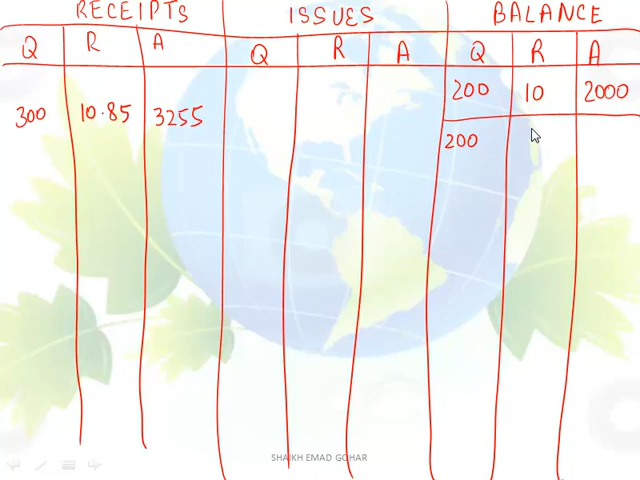 RECEIPTS ISSUES BALANCE
Q R A Q R A Q R A
200 10 2000
300 10.85 3255
200
SHAIKH EMAD GOHAR